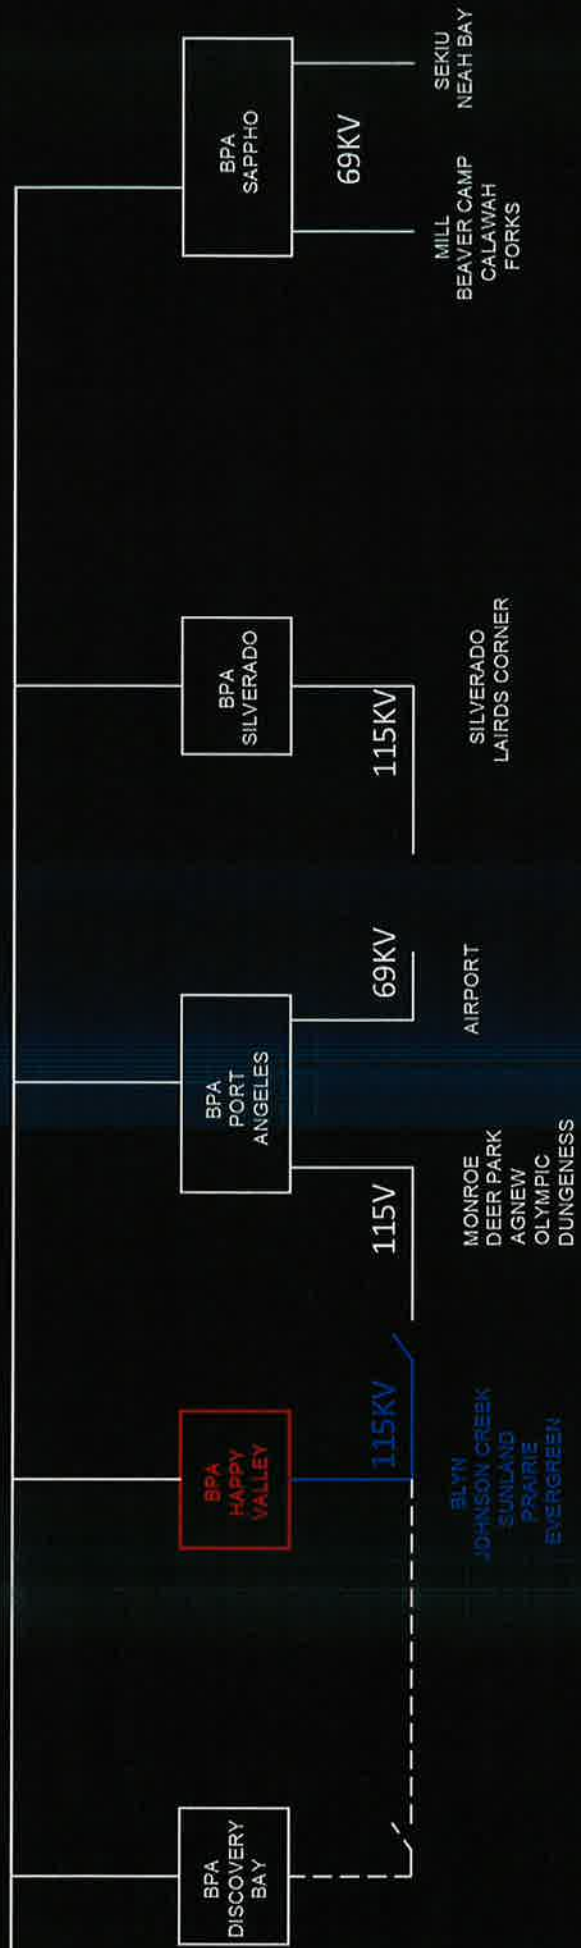 BPA
DISCOVERY
BAY
BPA
HAPPY
VALLEY
115KV
BLYN
JOHNSON CREEK
SUNLAND
PRAIRIE
EVERGREEN
BPA
PORT
ANGELES
115V
69KV
MONROE
DEER PARK
AGNEW
OLYMPIC
DUNGENESS
AIRPORT
BPA
SILVERADO
115KV
SILVERADO
LAIRDS CORNER
BPA
SAPPHO
69KV
MILL
BEAVER CAMP
CALAWAH
FORKS
SEKIU
NEAH BAY